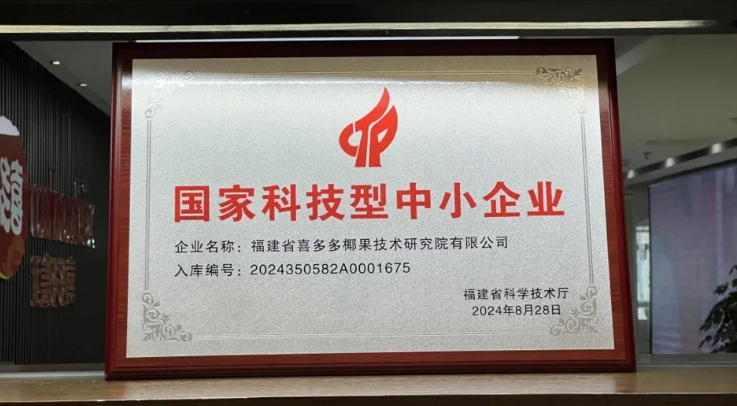 国家科技型中小企业
企业名称：福建省喜多多椰果技术研究院有限公司
入库编号：2024350582A0001675
福建省科学技术厅
2024年8月28日